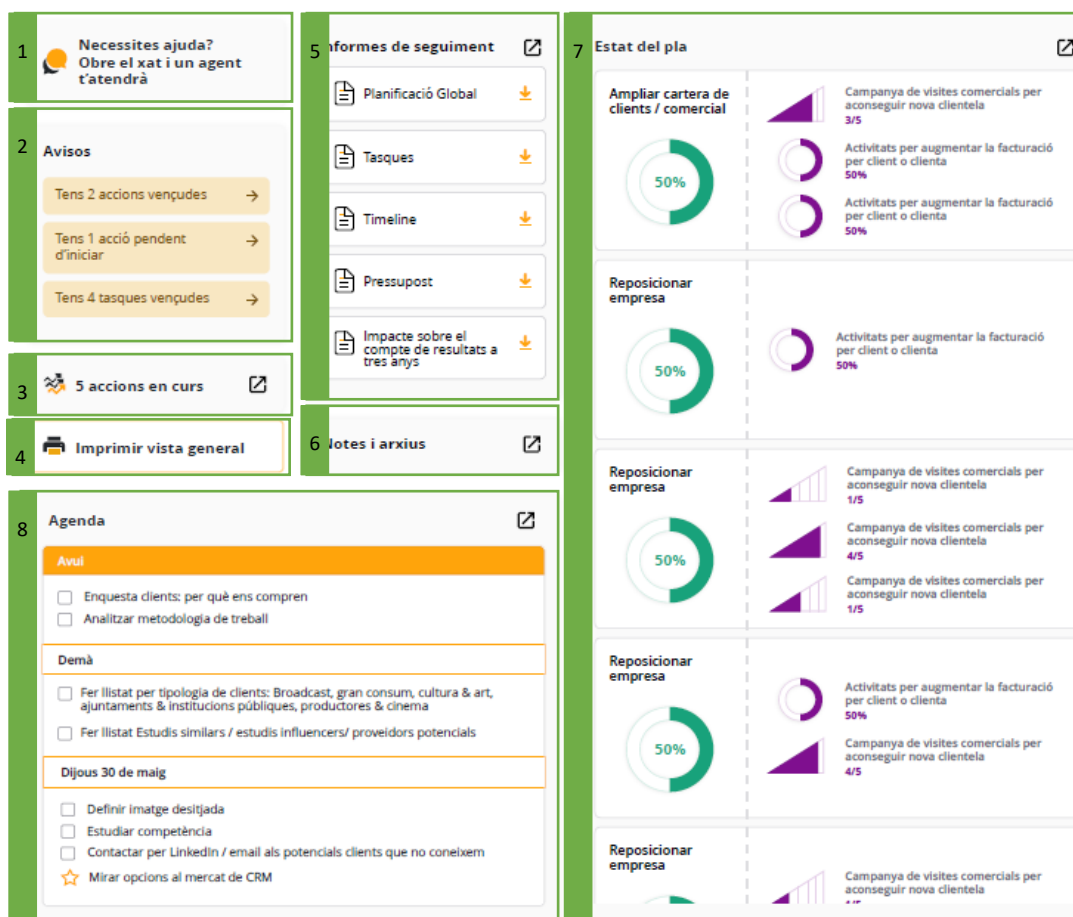 1
Necessites ajuda?
Obre el xat i un agent
t'atendrà
2
Avisos
Tens 2 accions vençudes
Tens 1 acció pendent
d'iniciar
Tens 4 tasques vençudes
3
5 accions en curs
4
Imprimir vista general
5
nformes de seguiment
Planificació Global
Tasques
Timeline
Pressupost
Impacte sobre el
compte de resultats a
tres anys
6
Notes i arxius
7
Estat del pla
Ampliar cartera de
clients / comercial
50%
Campanya de visites comercials per
aconseguir nova clientela
3/5
Activitats per augmentar la facturació
per client o clienta
50%
Activitats per augmentar la facturació
per client o clienta
50%
Reposicionar
empresa
50%
Activitats per augmentar la facturació
per client o clienta
50%
Reposicionar
empresa
50%
Campanya de visites comercials per
aconseguir nova clientela
1/5
Campanya de visites comercials per
aconseguir nova clientela
4/5
Campanya de visites comercials per
aconseguir nova clientela
1/5
Reposicionar
empresa
50%
Activitats per augmentar la facturació
per client o clienta
50%
Campanya de visites comercials per
aconseguir nova clientela
4/5
Reposicionar
empresa
Campanya de visites comercials per
aconseguir nova clientela
8
Agenda
Avui
Enquesta clients: per què ens compren
Analitzar metodologia de treball
Demà
Fer llistat per tipologia de clients: Broadcast, gran consum, cultura & art,
ajuntaments & institucions públiques, productores & cinema
Fer llistat Estudis similars / estudis influencers/ proveidors potencials
Dijous 30 de maig
Definir imatge desitjada
Estudiar competència
Contactar per LinkedIn / email als potencials clients que no coneixem
Mirar opcions al mercat de CRM